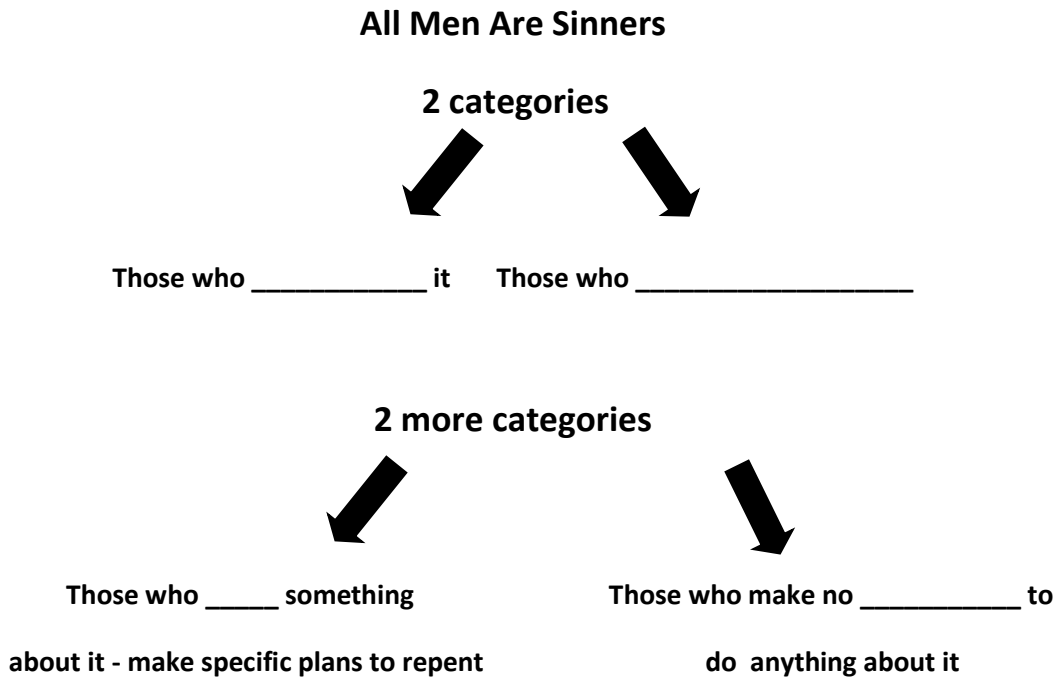 All Men Are Sinners
2 categories
Those who ____________ it
Those who ___________________
2 more categories
Those who _____ something
about it - make specific plans to repent
Those who make no ___________ to
do anything about it